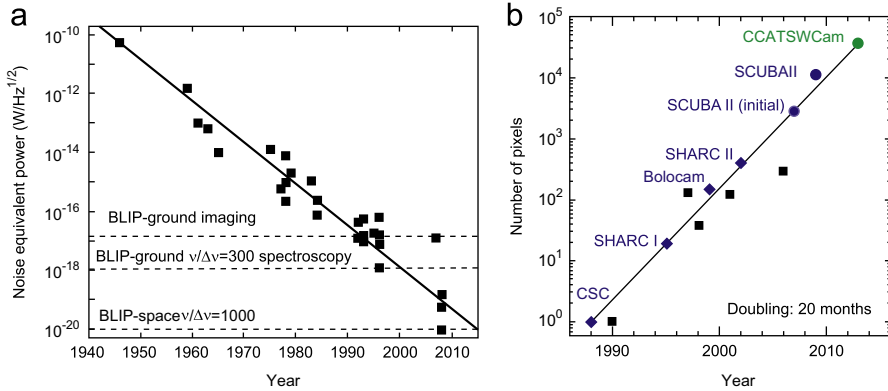 a
Noise equivalent power (W/Hz^1/2)
10^-10
10^-12
10^-14
10^-16
10^-18
10^-20
BLIP-ground imaging
BLIP-ground ν/Δν=300 spectroscopy
BLIP-spaceν/Δν=1000
1940 1950 1960 1970 1980 1990 2000 2010
Year
b
Number of pixels
10^5
10^4
10^3
10^2
10^1
10^0
CCATSWCam
SCUBAII
SCUBA II (initial)
SHARC II
Bolocam
SHARC I
CSC
Doubling: 20 months
1990 2000 2010
Year